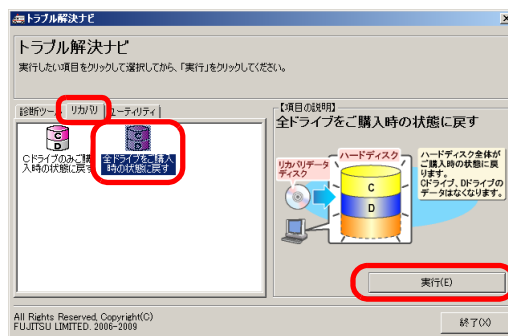 トラブル解決ナビ
トラブル解決ナビ
実行したい項目をクリックして選択してから、「実行」をクリックしてください。
診断ツール リカバリ ユーティリティ
Cドライブのみご購入時の状態に戻す
全ドライブをご購入
時の状態に戻す
【項目の説明】
全ドライブをご購入時の状態に戻す
リカバリデータ
ディスク
ハードディスク
C
D
ハードディスク全体が
ご購入時の状態に戻
ります。
Cドライブ、Dドライブの
データはなくなります。
実行(E)
All Rights Reserved, Copyright(C)
FUJITSU LIMITED. 2006-2009
終了(X)